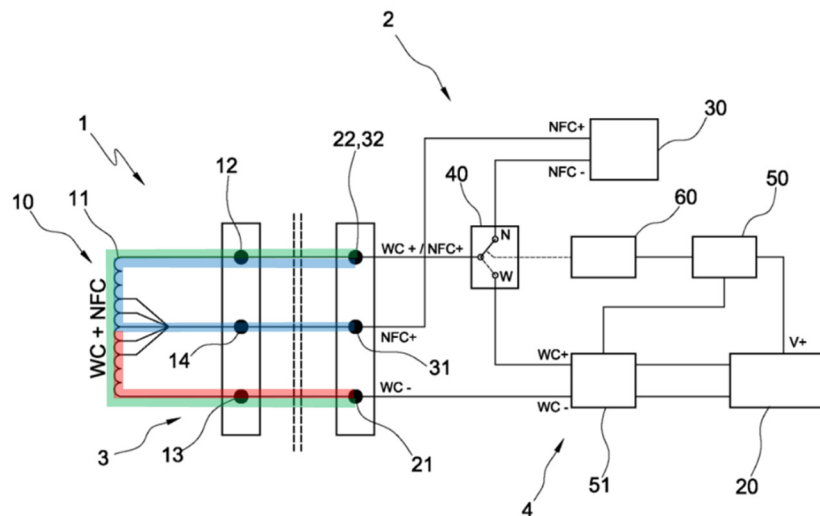 2
1
NFC+
30
NFC -
12
22,32
50
40
60
10
11
N
WC + / NFC+
W
WC + NFC
14
NFC+
31
WC+
V+
WC -
WC -
3
13
21
4
51
20